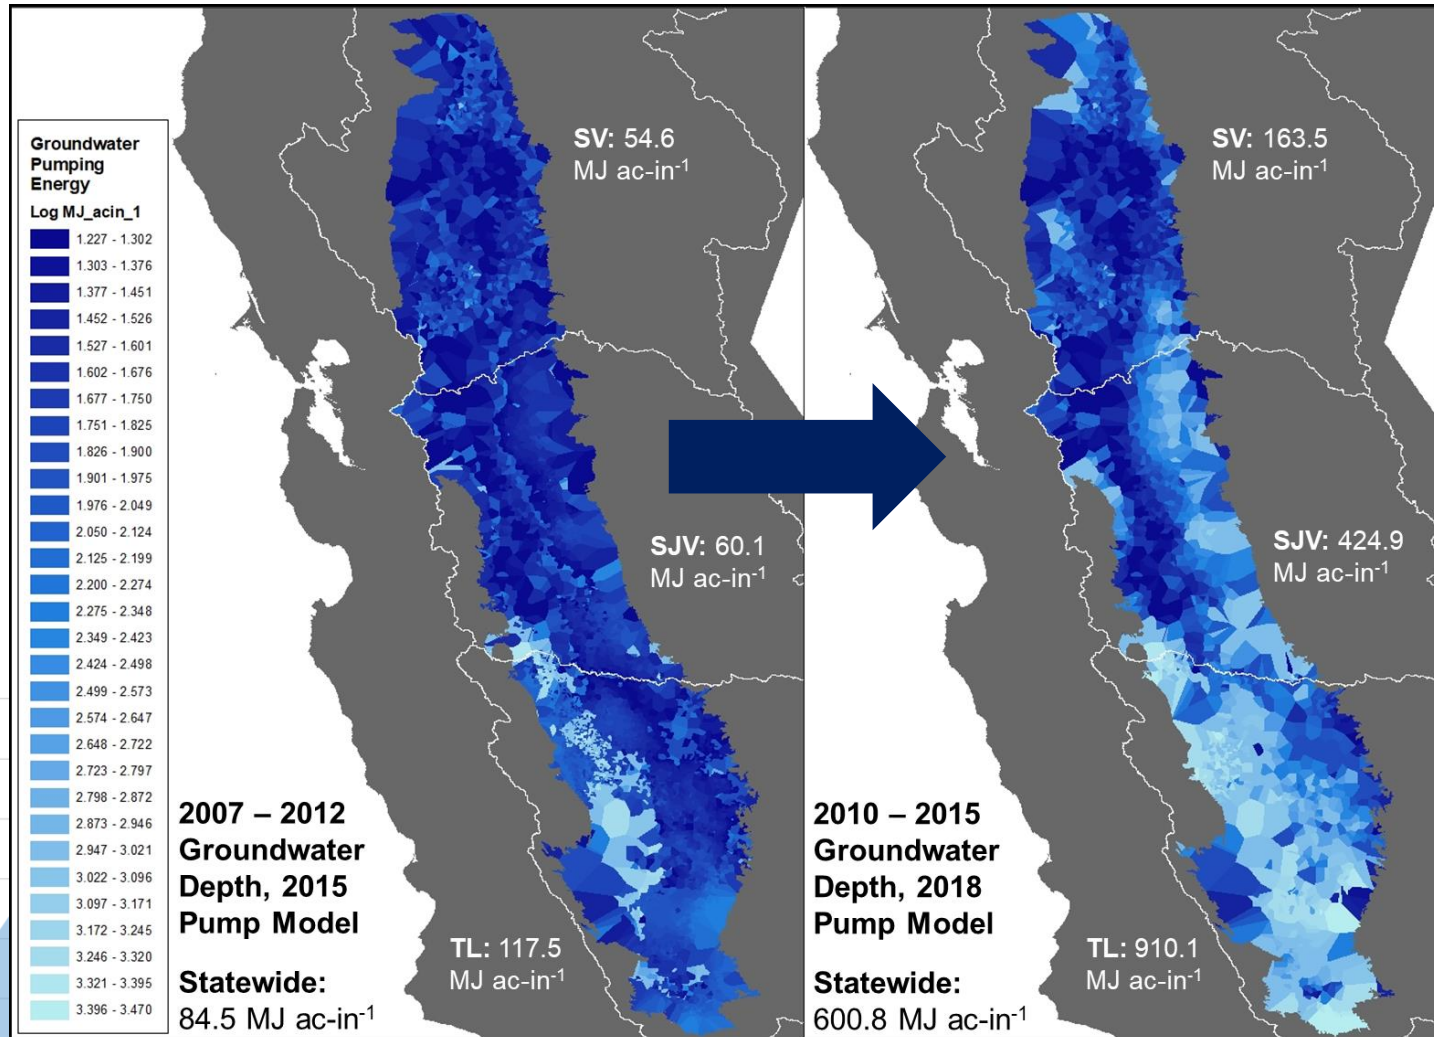 Groundwater
Pumping
Energy
Log MJ_acin_1
1.227 - 1.302
1.303 - 1.376
1.377 - 1.451
1.452 - 1.526
1.527 - 1.601
1.602 - 1.676
1.677 - 1.750
1.751 - 1.825
1.826 - 1.900
1.901 - 1.975
1.976 - 2.049
2.050 - 2.124
2.125 - 2.199
2.200 - 2.274
2.275 - 2.348
2.349 - 2.423
2.424 - 2.498
2.499 - 2.573
2.574 - 2.647
2.648 - 2.722
2.723 - 2.797
2.798 - 2.872
2.873 - 2.946
2.947 - 3.021
3.022 - 3.096
3.097 - 3.171
3.172 - 3.245
3.246 - 3.320
3.321 - 3.395
3.396 - 3.470
SV: 54.6
MJ ac-in⁻¹
SJV: 60.1
MJ ac-in⁻¹
TL: 117.5
MJ ac-in⁻¹
2007 – 2012
Groundwater
Depth, 2015
Pump Model
Statewide:
84.5 MJ ac-in⁻¹
SV: 163.5
MJ ac-in⁻¹
SJV: 424.9
MJ ac-in⁻¹
TL: 910.1
MJ ac-in⁻¹
2010 – 2015
Groundwater
Depth, 2018
Pump Model
Statewide:
600.8 MJ ac-in⁻¹